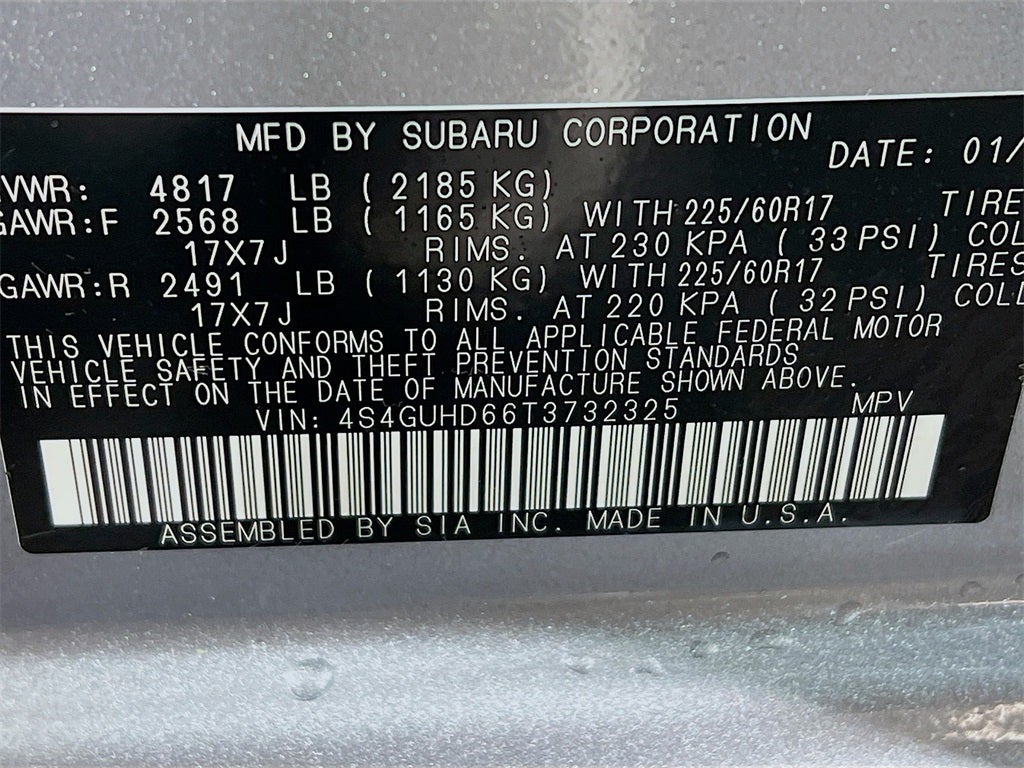 MFD BY SUBARU CORPORATION DATE: 01/
VWR: 4817 LB ( 2185 KG)
GAWR:F 2568 LB ( 1165 KG) WITH 225/60R17 TIRE
17X7J RIMS. AT 230 KPA ( 33 PSI) COL
GAWR:R 2491 LB ( 1130 KG) WITH 225/60R17 TIRES
17X7J RIMS. AT 220 KPA ( 32 PSI) COLD
THIS VEHICLE CONFORMS TO ALL APPLICABLE FEDERAL MOTOR
VEHICLE SAFETY AND THEFT PREVENTION STANDARDS
IN EFFECT ON THE DATE OF MANUFACTURE SHOWN ABOVE.
VIN: 4S4GUHD66T3732325 MPV
ASSEMBLED BY SIA INC. MADE IN U.S.A.